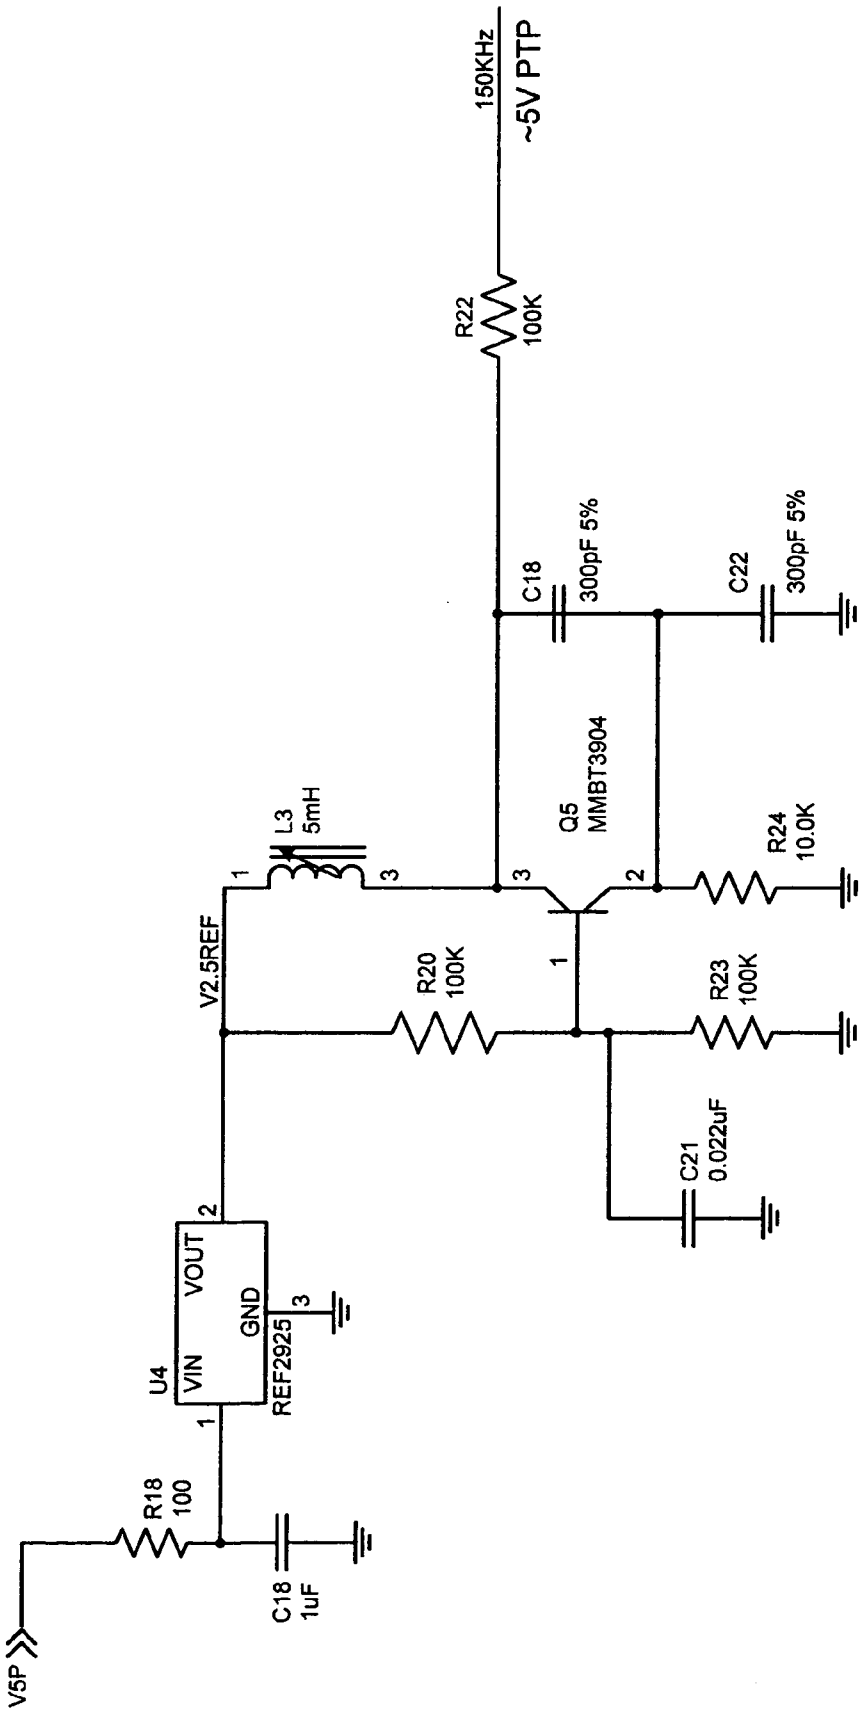 V5P
R18
100
C18
1uF
U4
VIN
VOUT
GND
REF2925
1
2
3
V2.5REF
1
L3
5mH
3
R20
100K
1
3
2
Q5
MMBT3904
C21
0.022uF
R23
100K
R24
10.0K
C18
300pF 5%
C22
300pF 5%
R22
100K
150KHz
~5V PTP